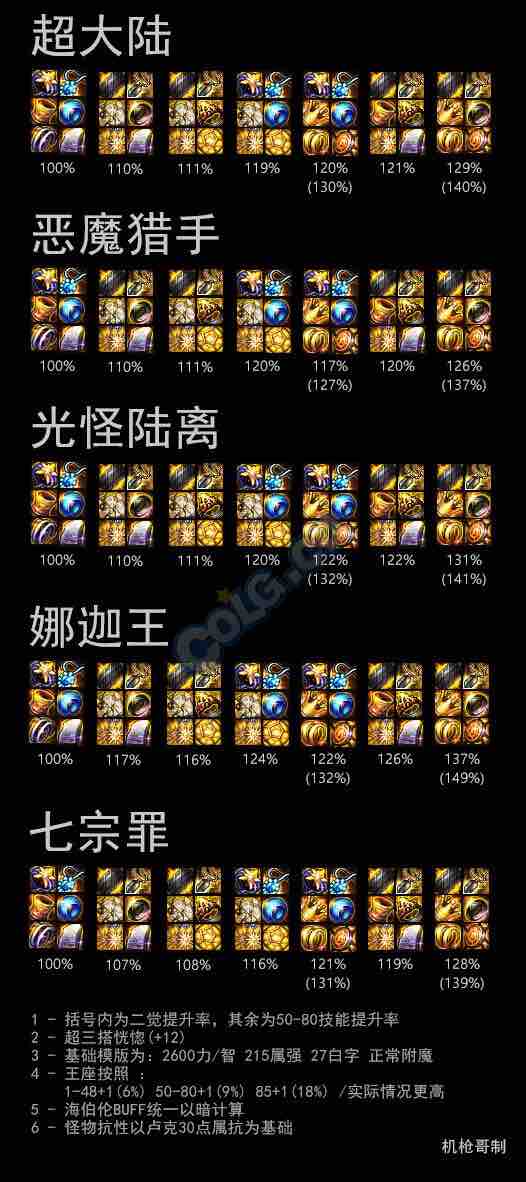 超大陆
100% 110% 111% 119% 120% 121% 129%
(130%) (140%)
恶魔猎手
100% 110% 111% 120% 117% 120% 126%
(127%) (137%)
光怪陆离
100% 110% 111% 120% 122% 122% 131%
(132%) (141%)
COLG.CN
娜迦王
100% 117% 116% 124% 122% 126% 137%
(132%) (149%)
七宗罪
100% 107% 108% 116% 121% 119% 128%
(131%) (139%)
1 - 括号内为二觉提升率，其余为50-80技能提升率
2 - 超三搭恍惚(+12)
3 - 基础模版为：2600力/智 215属强 27白字 正常附魔
4 - 王座按照 ：
1-48+1(6%) 50-80+1(9%) 85+1(18%) /实际情况更高
5 - 海伯伦BUFF统一以暗计算
6 - 怪物抗性以卢克30点属抗为基础
机枪哥制